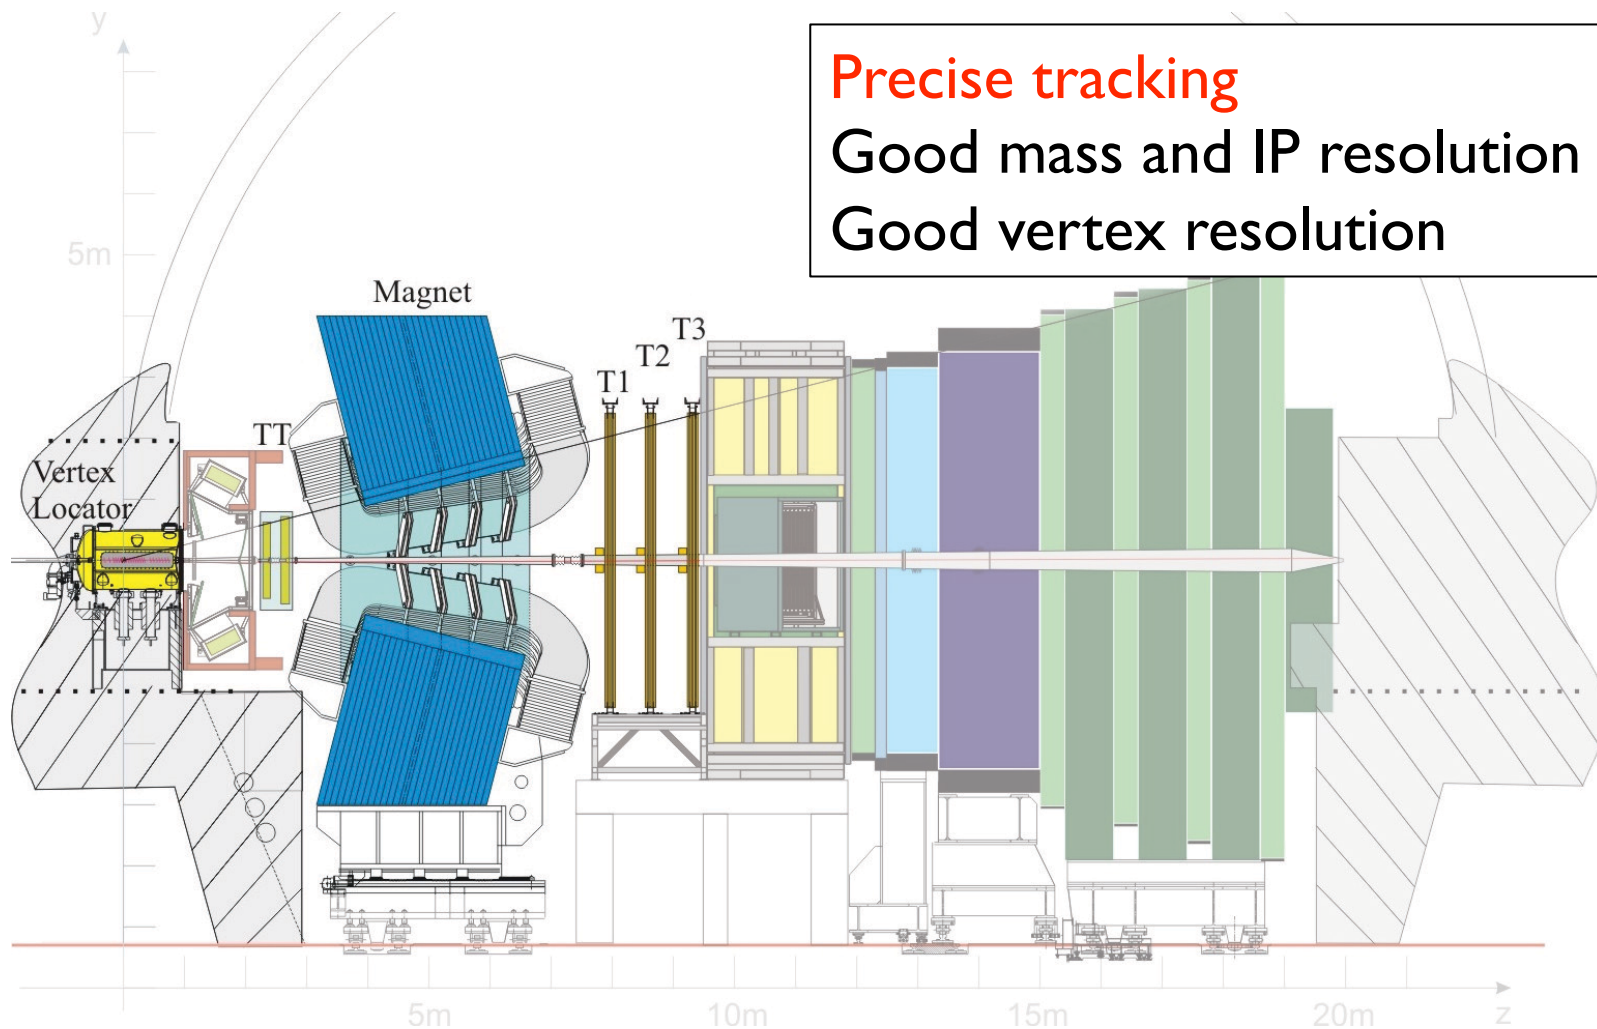 y
Precise tracking
Good mass and IP resolution
Good vertex resolution
5m
Magnet
T3
T2
T1
TT
Vertex
Locator
5m
10m
15m
20m
z